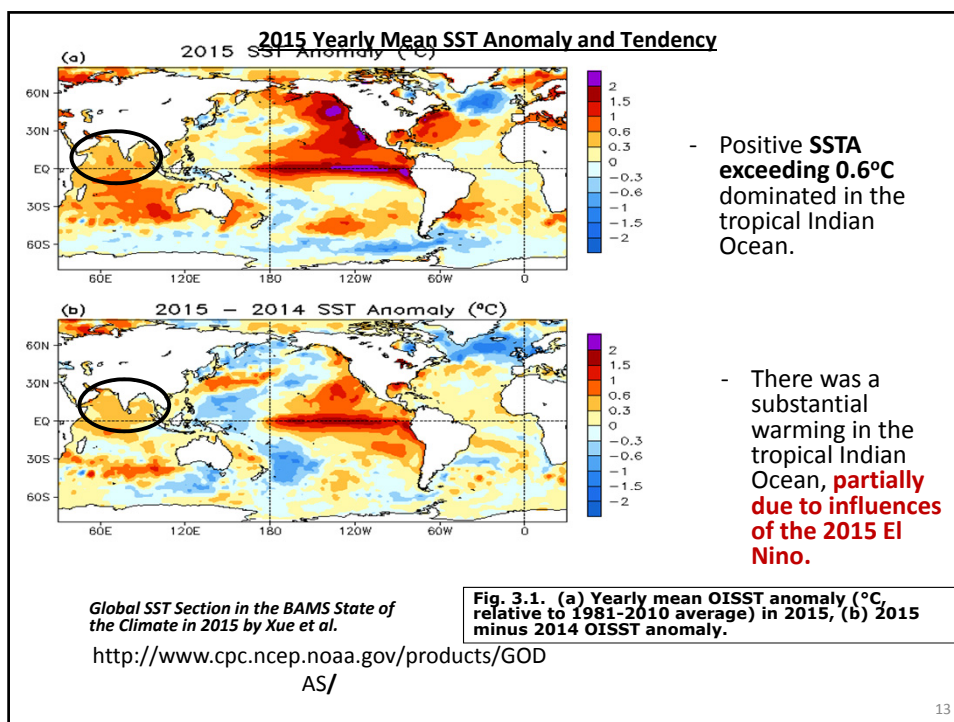 2015 Yearly Mean SST Anomaly and Tendency
(a) 2015 SST Anomaly (°C)
60N
30N
EQ
30S
60S
60E 120E 180 120W 60W 0
2
1.5
1
0.6
0.3
0
-0.3
-0.6
-1
-1.5
-2
- Positive SSTA
exceeding 0.6°C
dominated in the
tropical Indian
Ocean.
(b) 2015 - 2014 SST Anomaly (°C)
60N
30N
EQ
30S
60S
60E 120E 180 120W 60W 0
2
1.5
1
0.6
0.3
0
-0.3
-0.6
-1
-1.5
-2
- There was a
substantial
warming in the
tropical Indian
Ocean, partially
due to influences
of the 2015 El
Nino.
Global SST Section in the BAMS State of
the Climate in 2015 by Xue et al.
http://www.cpc.ncep.noaa.gov/products/GOD
AS/
Fig. 3.1. (a) Yearly mean OISST anomaly (°C,
relative to 1981-2010 average) in 2015, (b) 2015
minus 2014 OISST anomaly.
13